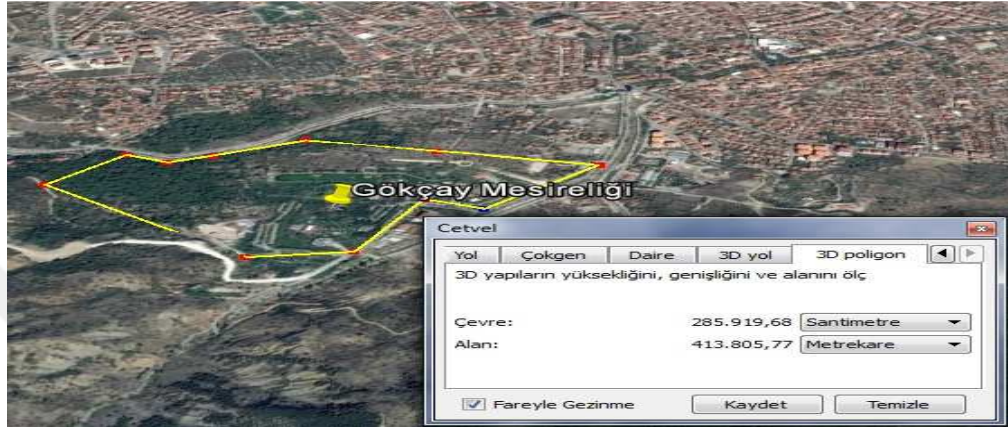 Gökçay Mesireliği
Cetvel
Yol Çokgen Daire 3D yol 3D poligon
3D yapıların yüksekliğini, genişliğini ve alanını ölç
Çevre: 285.919,68 Santimetre
Alan: 413.805,77 Metrekare
Fareyle Gezinme Kaydet Temizle